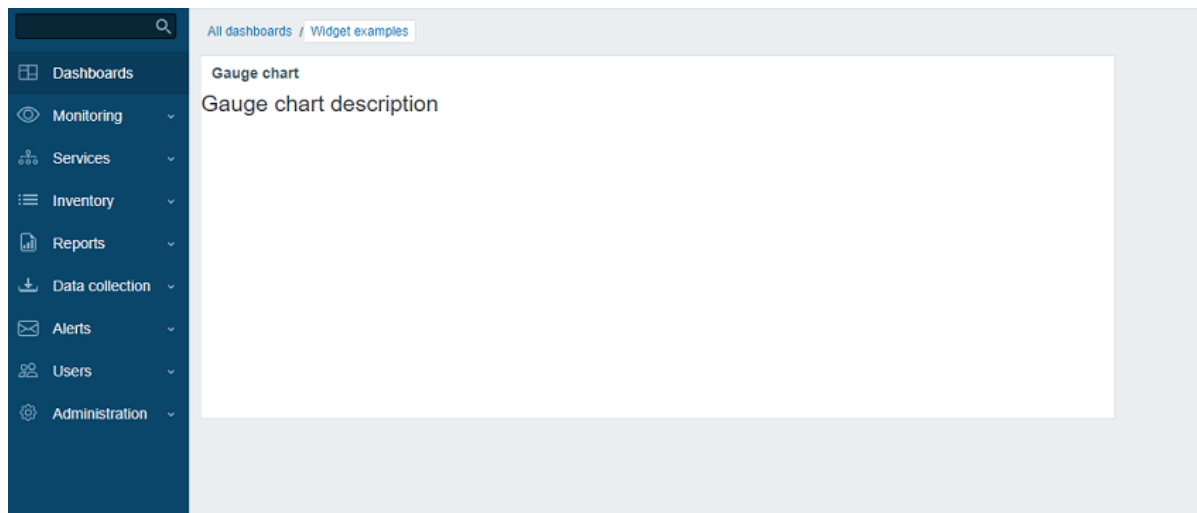 All dashboards / Widget examples
Dashboards
Monitoring
Services
Inventory
Reports
Data collection
Alerts
Users
Administration
Gauge chart
Gauge chart description